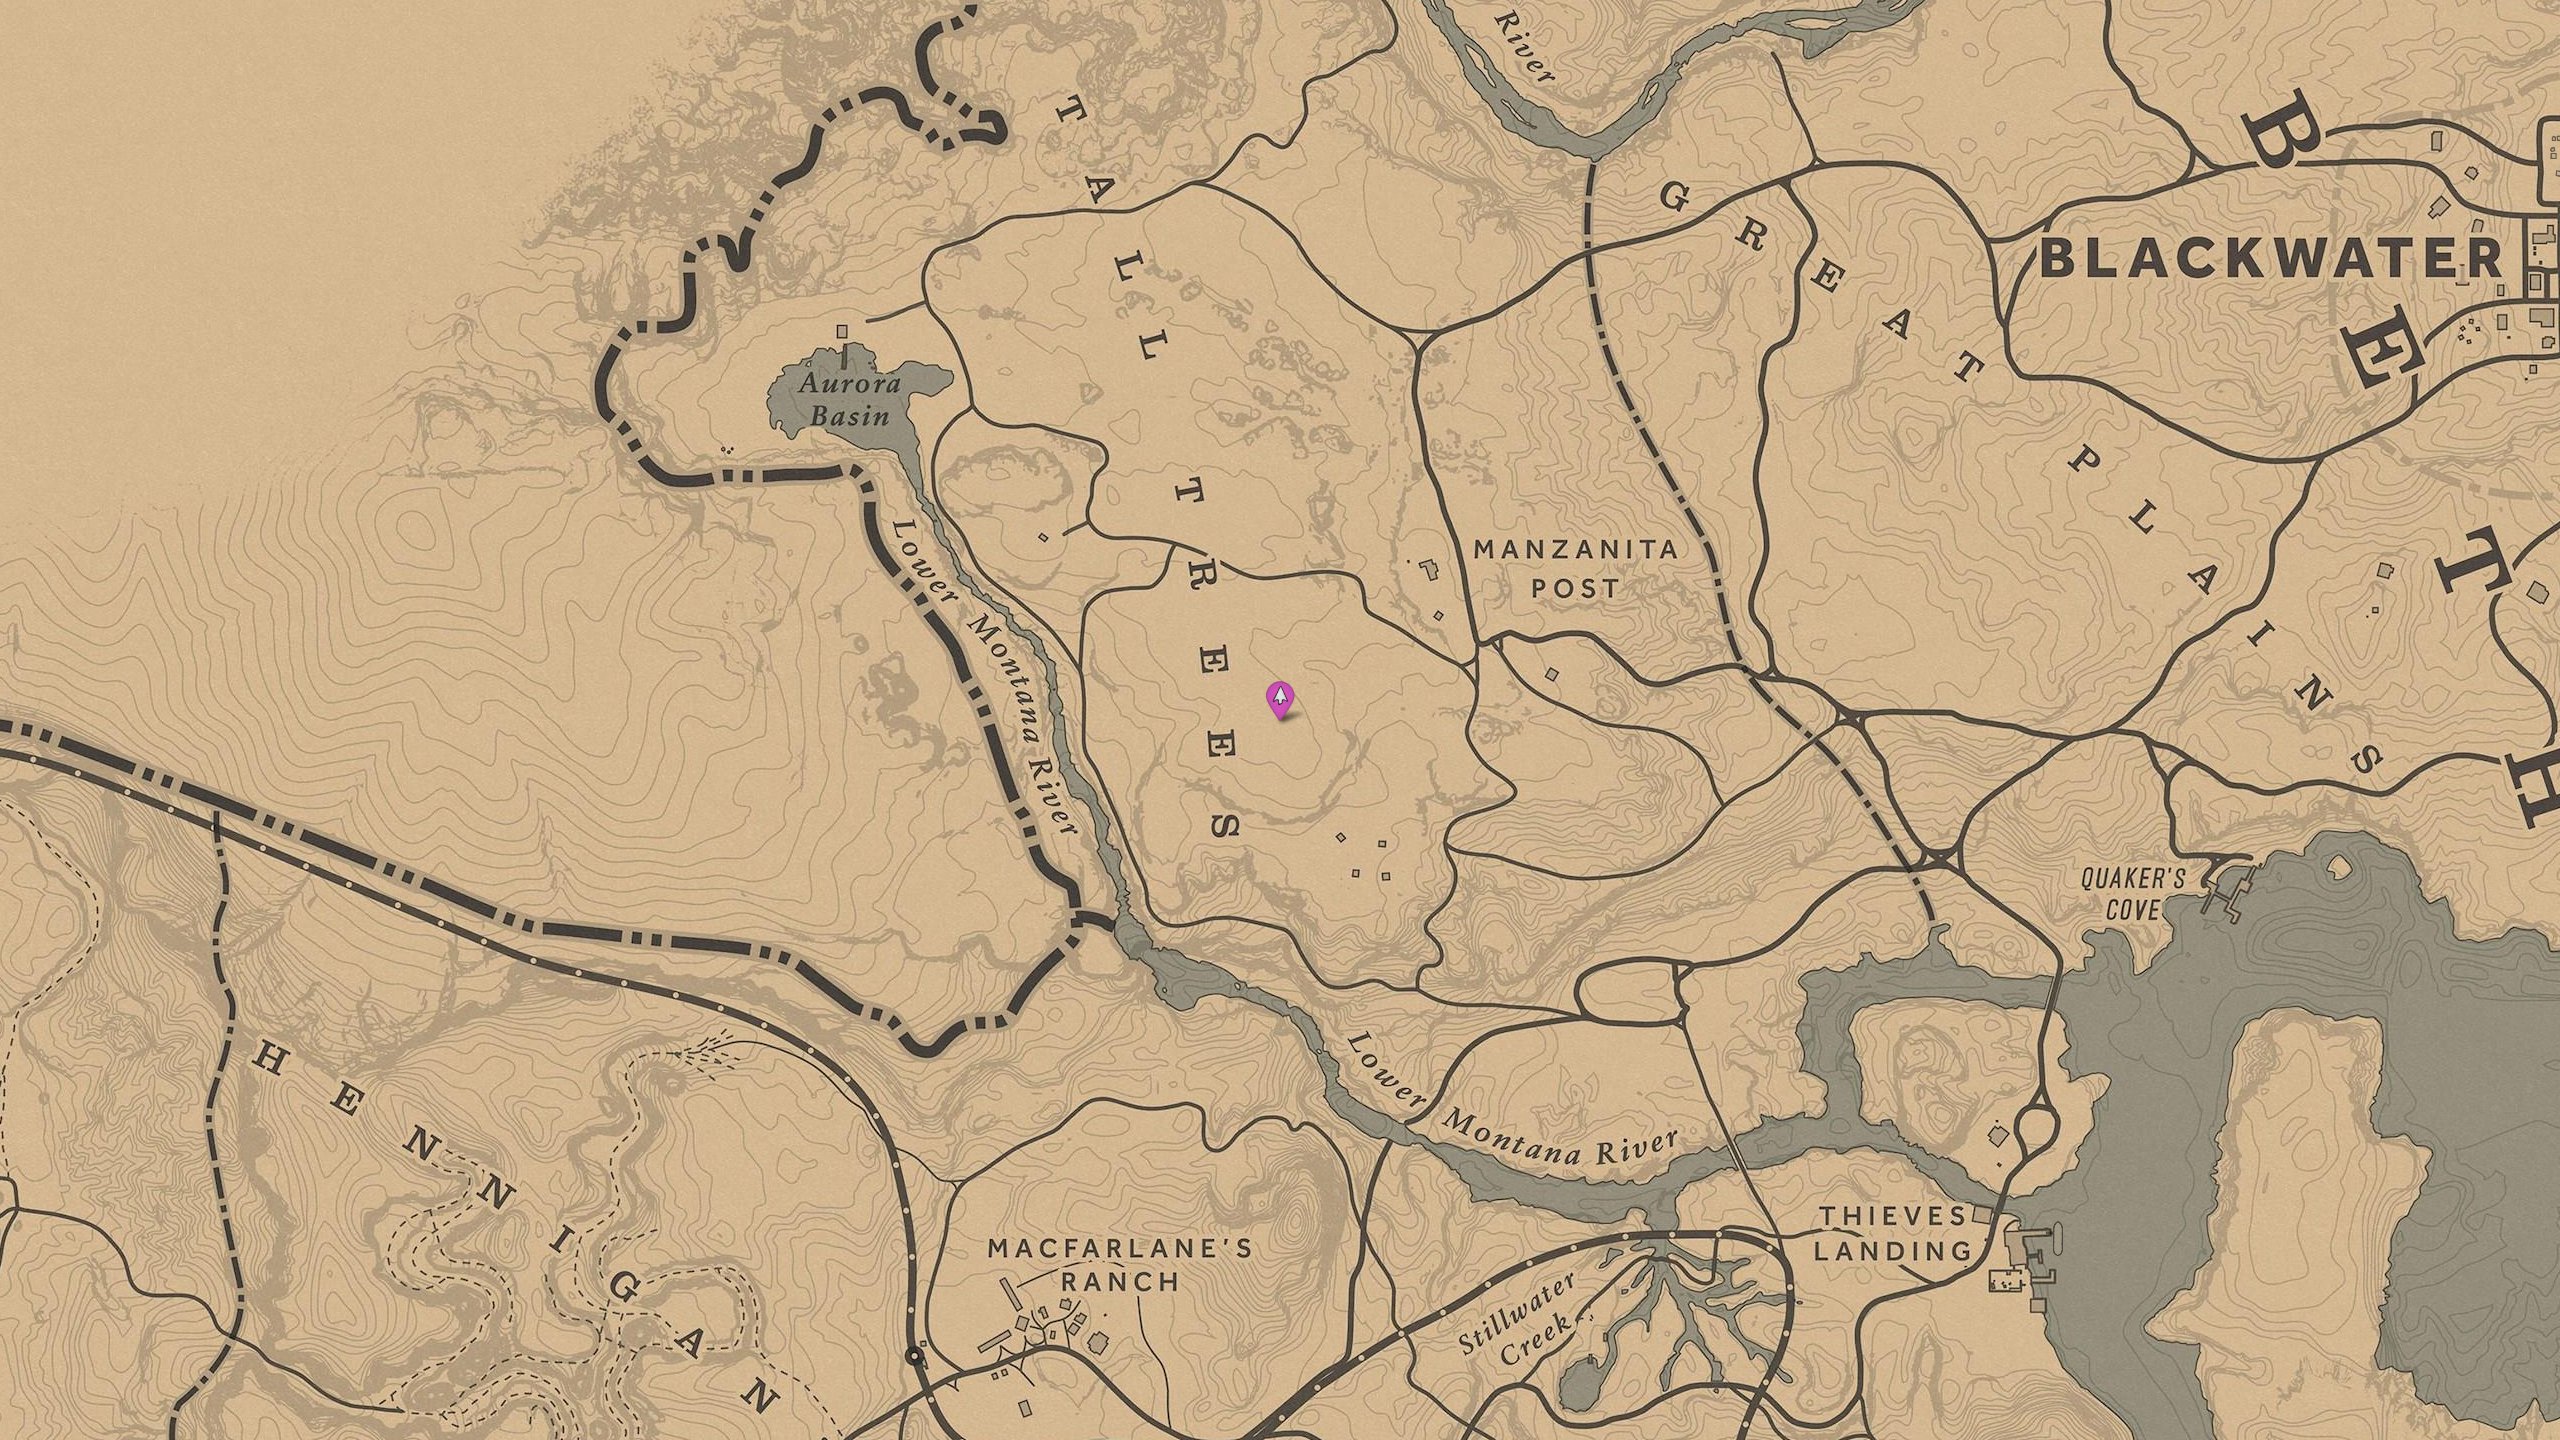 River
TALL TREES
GREAT PLAINS
BETH
BLACKWATER
Aurora
Basin
Lower Montana River
MANZANITA
POST
QUAKER'S
COVE
HENNIGAN
Lower Montana River
MACFARLANE'S
RANCH
THIEVES
LANDING
Stillwater
Creek